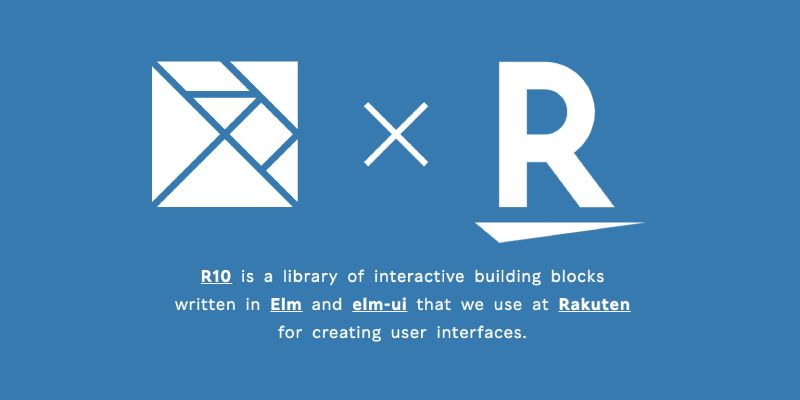 R
R10 is a library of interactive building blocks
written in Elm and elm-ui that we use at Rakuten
for creating user interfaces.